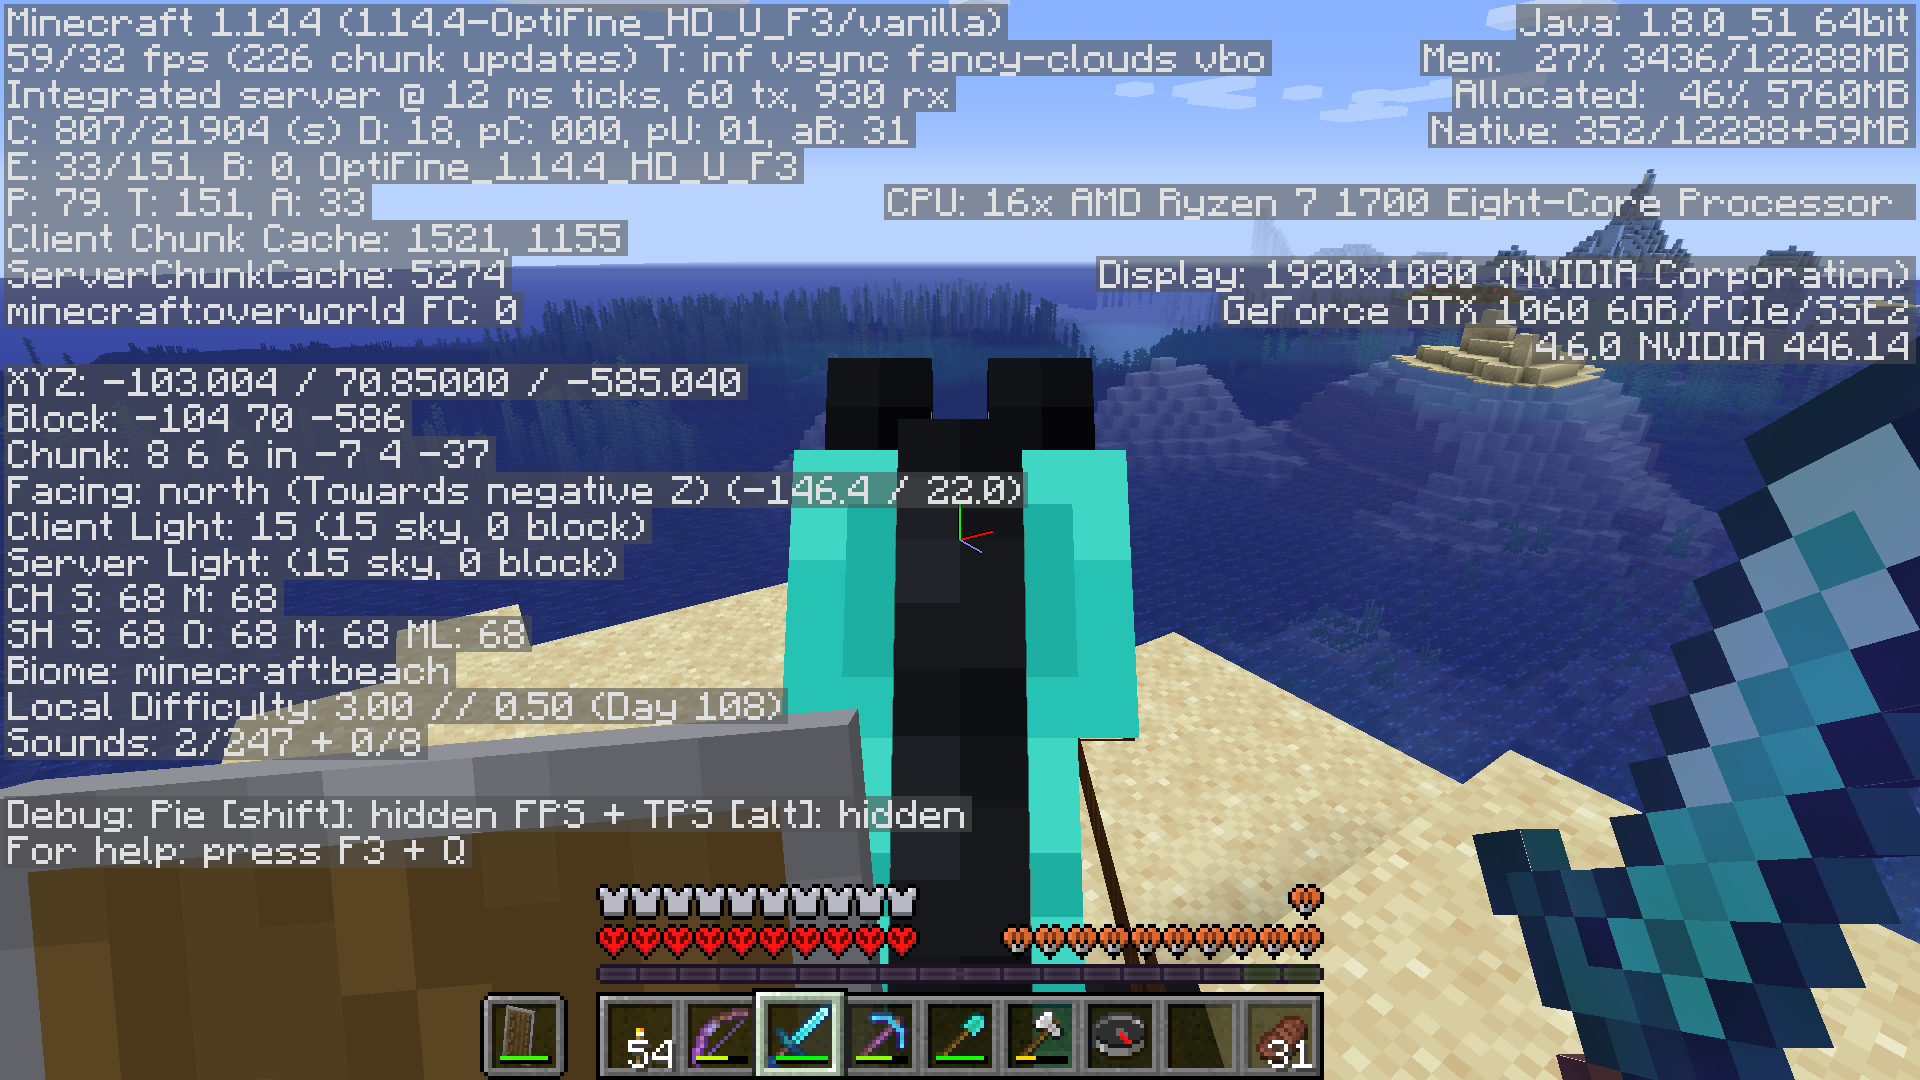 Minecraft 1.14.4 (1.14.4-OptiFine_HD_U_F3/vanilla)
59/32 fps (226 chunk updates) T: inf vsync fancy-clouds vbo
Integrated server @ 12 ms ticks, 60 tx, 930 rx
C: 807/21904 (s) D: 18, pC: 000, pU: 01, aB: 31
E: 33/151, B: 0, OptiFine_1.14.4_HD_U_F3
P: 79. T: 151, A: 33
Client Chunk Cache: 1521, 1155
ServerChunkCache: 5274
minecraft:overworld FC: 0
XYZ: -103.004 / 70.85000 / -585.040
Block: -104 70 -586
Chunk: 8 6 6 in -7 4 -37
Facing: north (Towards negative Z) (-146.4 / 22.0)
Client Light: 15 (15 sky, 0 block)
Server Light: (15 sky, 0 block)
CH S: 68 M: 68
SH S: 68 O: 68 M: 68 ML: 68
Biome: minecraft:beach
Local Difficulty: 3.00 // 0.50 (Day 108)
Sounds: 2/247 + 0/8
Debug: Pie [shift]: hidden FPS + TPS [alt]: hidden
For help: press F3 + Q
Java: 1.8.0_51 64bit
Mem: 27% 3436/12288MB
Allocated: 46% 5760MB
Native: 352/12288+59MB
CPU: 16x AMD Ryzen 7 1700 Eight-Core Processor
Display: 1920x1080 (NVIDIA Corporation)
GeForce GTX 1060 6GB/PCIe/SSE2
4.6.0 NVIDIA 446.14
54
31